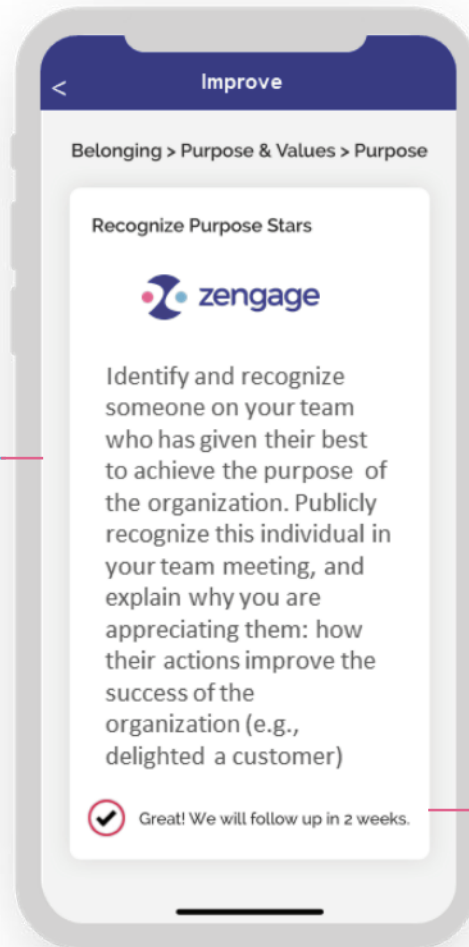 <
Improve
Belonging > Purpose & Values > Purpose
Recognize Purpose Stars
zengage
Identify and recognize
someone on your team
who has given their best
to achieve the purpose of
the organization. Publicly
recognize this individual in
your team meeting, and
explain why you are
appreciating them: how
their actions improve the
success of the
organization (e.g.,
delighted a customer)
Great! We will follow up in 2 weeks.